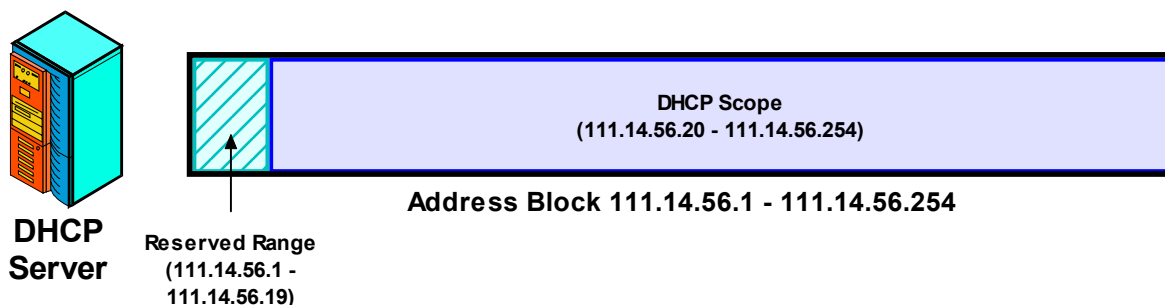 DHCP Scope
(111.14.56.20 - 111.14.56.254)
Address Block 111.14.56.1 - 111.14.56.254
DHCP
Server
Reserved Range
(111.14.56.1 -
111.14.56.19)